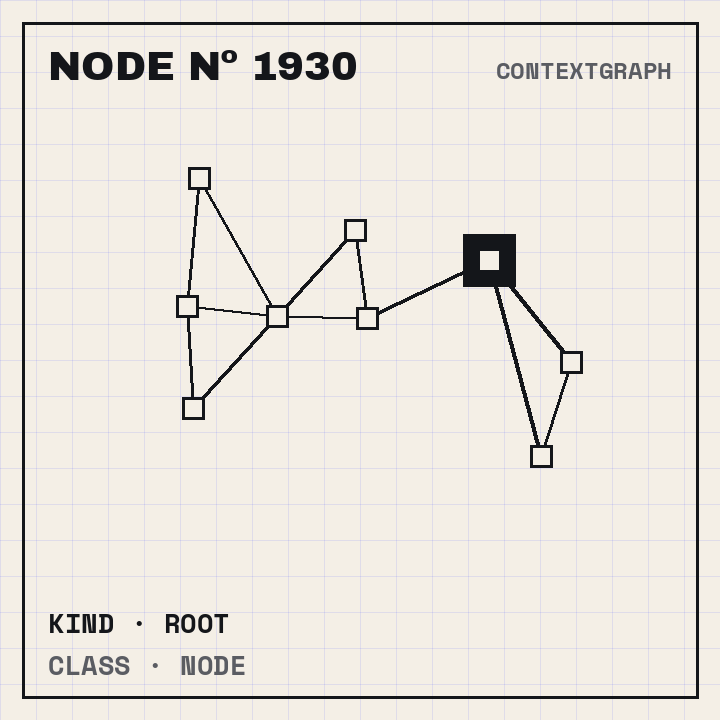 NODE Nº 1930
CONTEXTGRAPH
KIND · ROOT
CLASS · NODE